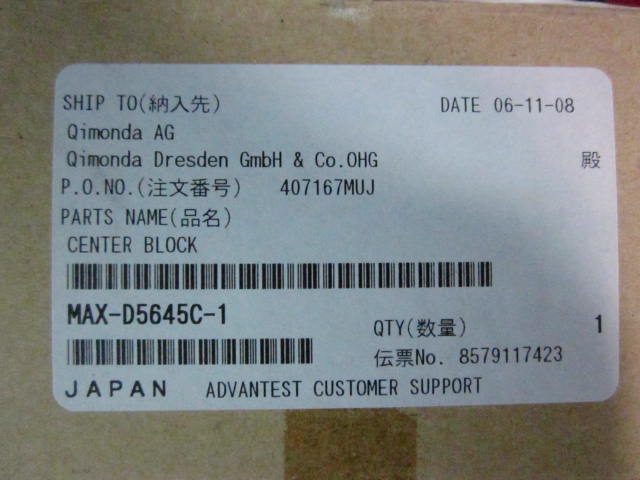 SHIP TO(納入先) DATE 06-11-08
Qimonda AG
Qimonda Dresden GmbH & Co.OHG 殿
P.O.NO.(注文番号) 407167MUJ
PARTS NAME(品名)
CENTER BLOCK
MAX-D5645C-1
QTY(数量) 1
伝票No. 8579117423
JAPAN ADVANTEST CUSTOMER SUPPORT